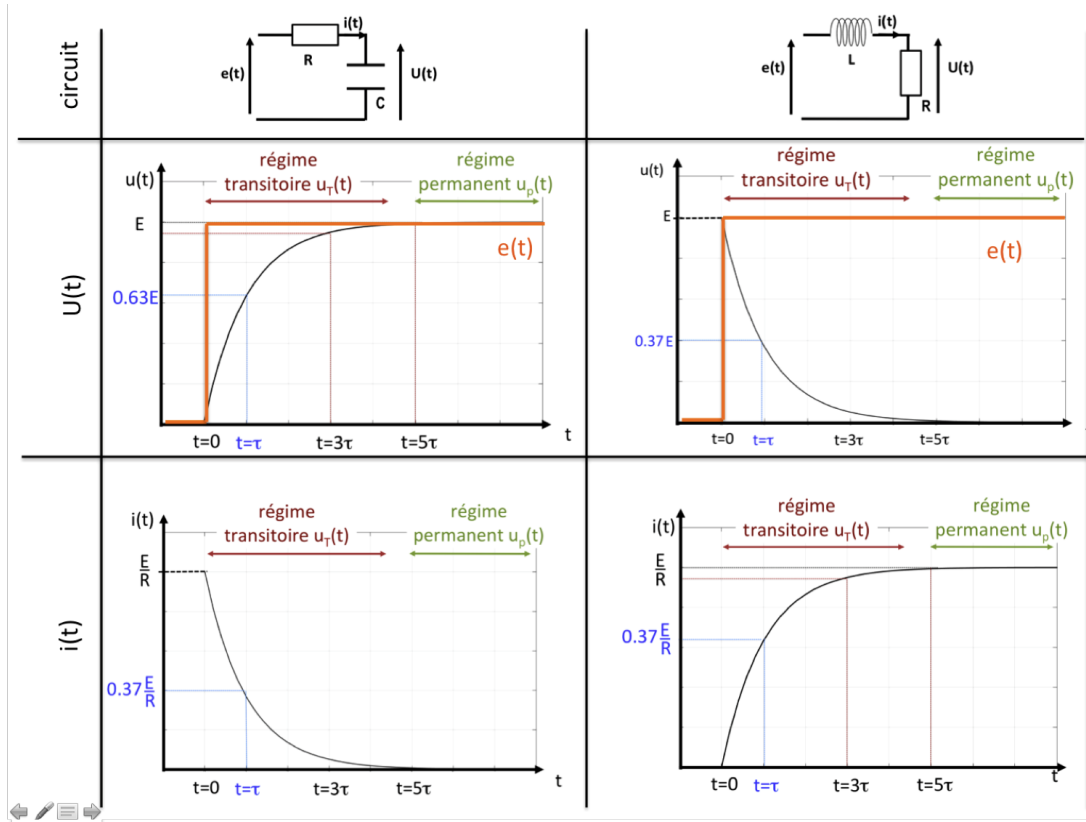 circuit
i(t)
R
e(t)
U(t)
C
i(t)
L
e(t)
U(t)
R
U(t)
u(t)
régime
transitoire uT(t)
régime
permanent up(t)
E
e(t)
0.63E
t=0
t=τ
t=3τ
t=5τ
t
u(t)
régime
transitoire uT(t)
régime
permanent up(t)
E
e(t)
0.37E
t=0
t=τ
t=3τ
t=5τ
i(t)
i(t)
régime
transitoire uT(t)
régime
permanent up(t)
E
R
0.37E
R
t=0
t=τ
t=3τ
t=5τ
t
i(t)
régime
transitoire uT(t)
régime
permanent up(t)
E
R
0.37E
R
t=0
t=τ
t=3τ
t=5τ
t